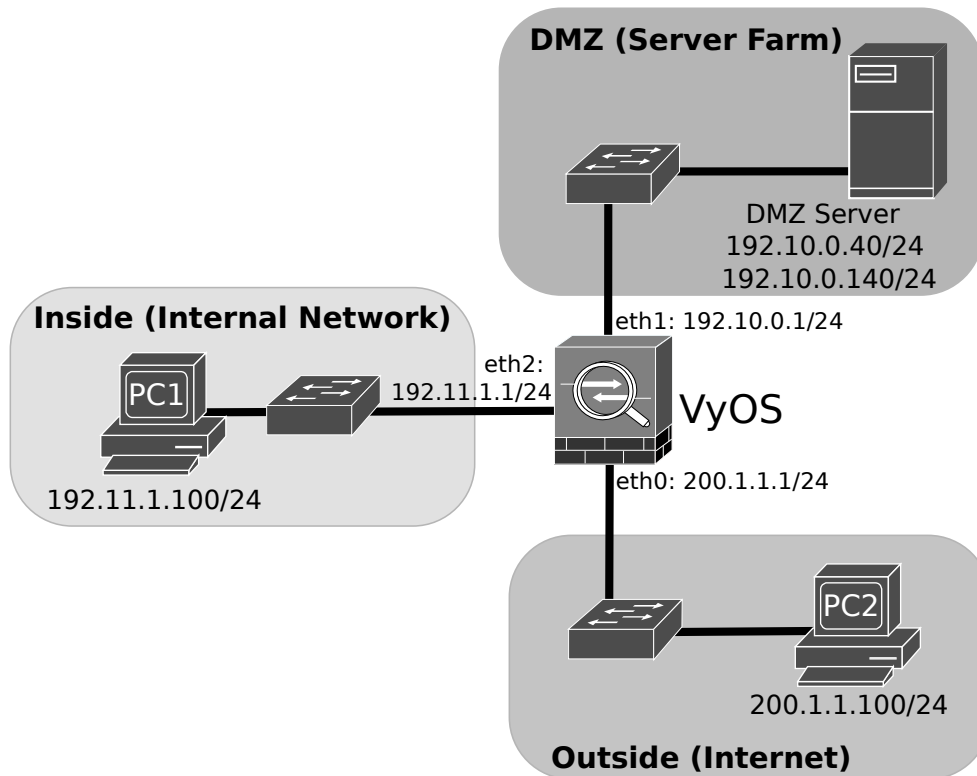 DMZ (Server Farm)
DMZ Server
192.10.0.40/24
192.10.0.140/24
eth1: 192.10.0.1/24
Inside (Internal Network)
eth2:
192.11.1.1/24
PC1
192.11.1.100/24
VyOS
eth0: 200.1.1.1/24
PC2
200.1.1.100/24
Outside (Internet)